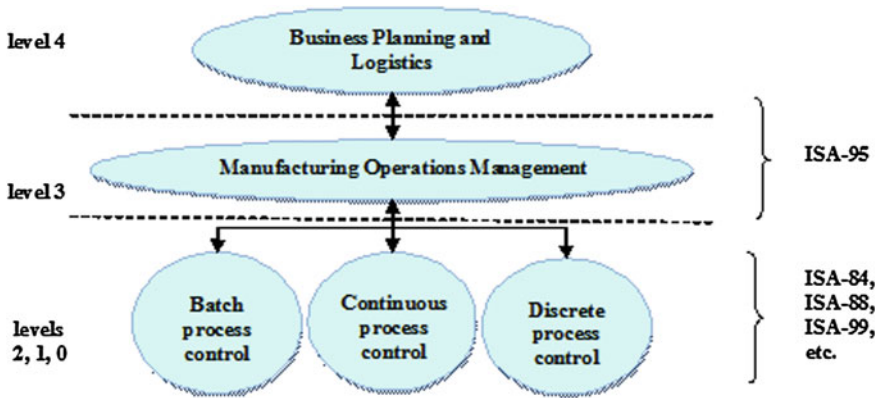 level 4
Business Planning and
Logistics
Manufacturing Operations Management
ISA-95
level 3
Batch
process
control
Continuous
process
control
Discrete
process
control
levels
2, 1, 0
ISA-84,
ISA-88,
ISA-99,
etc.